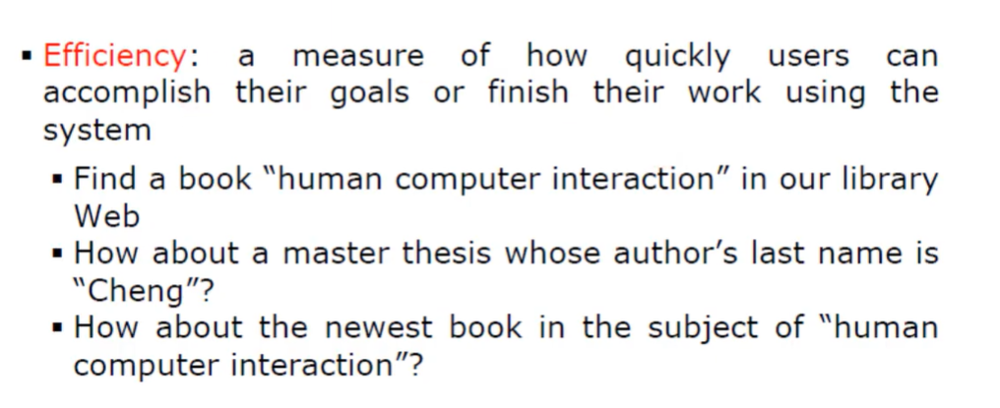 ▪ Efficiency: a measure of how quickly users can
accomplish their goals or finish their work using the
system
▪ Find a book “human computer interaction” in our library
Web
▪ How about a master thesis whose author’s last name is
“Cheng”?
▪ How about the newest book in the subject of “human
computer interaction”?